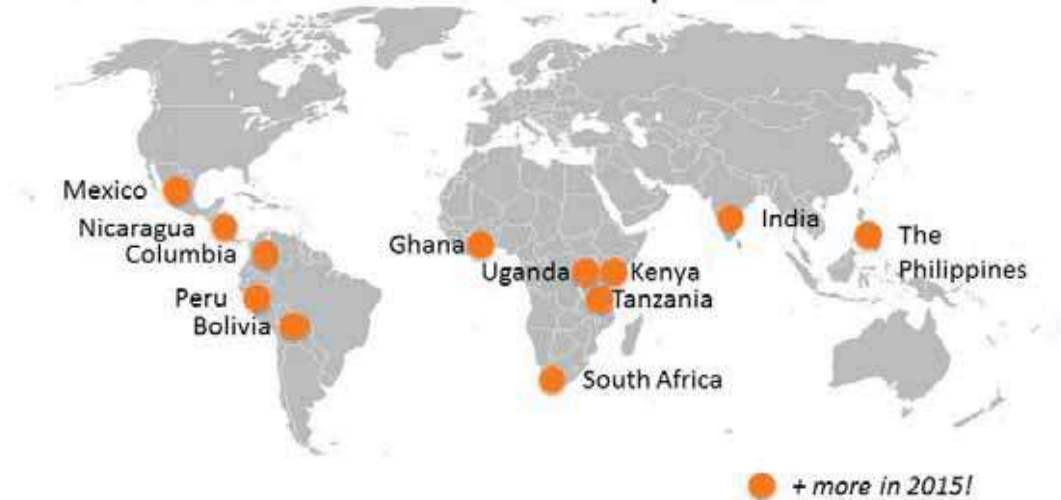 Mexico
Nicaragua
Columbia
Peru
Bolivia
Ghana
Uganda
Kenya
Tanzania
South Africa
India
The
Philippines
+ more in 2015!